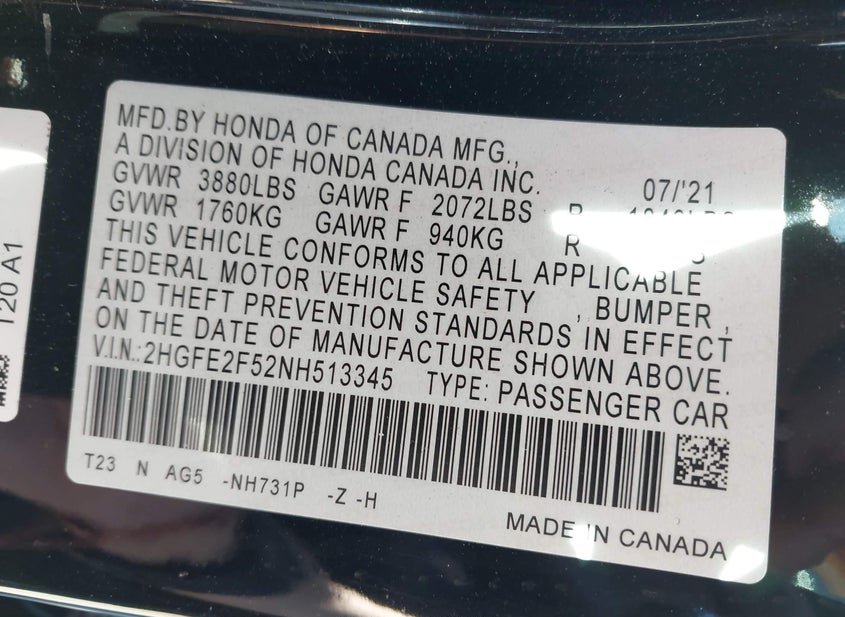 MFD.BY HONDA OF CANADA MFG.,
A DIVISION OF HONDA CANADA INC. 07/'21
GVWR 3880LBS GAWR F 2072LBS
GVWR 1760KG GAWR F 940KG R
THIS VEHICLE CONFORMS TO ALL APPLICABLE
FEDERAL MOTOR VEHICLE SAFETY , BUMPER ,
AND THEFT PREVENTION STANDARDS IN EFFECT
ON THE DATE OF MANUFACTURE SHOWN ABOVE.
V.I.N.:2HGFE2F52NH513345 TYPE: PASSENGER CAR
T23 N AG5 -NH731P -Z -H
MADE IN CANADA
T20 A1